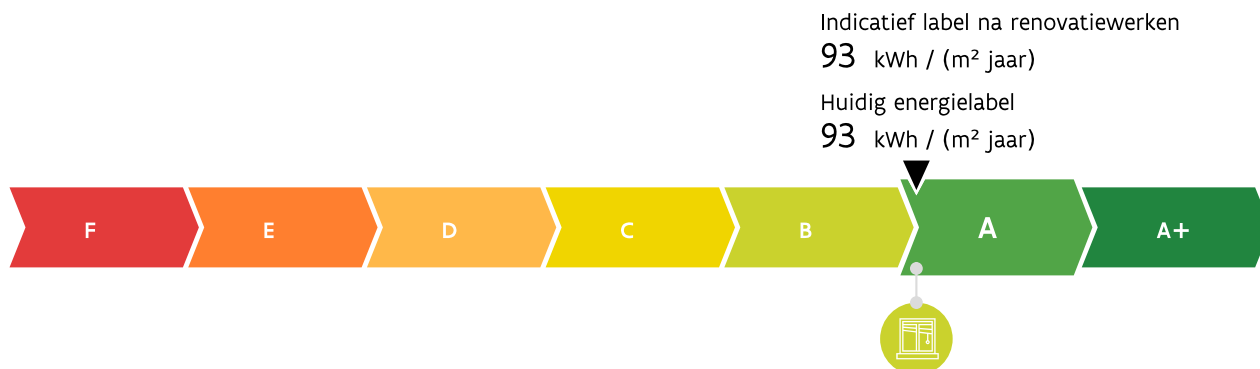 Indicatief label na renovatiewerken
93 kWh / (m² jaar)
Huidig energielabel
93 kWh / (m² jaar)
F E D C B A A+